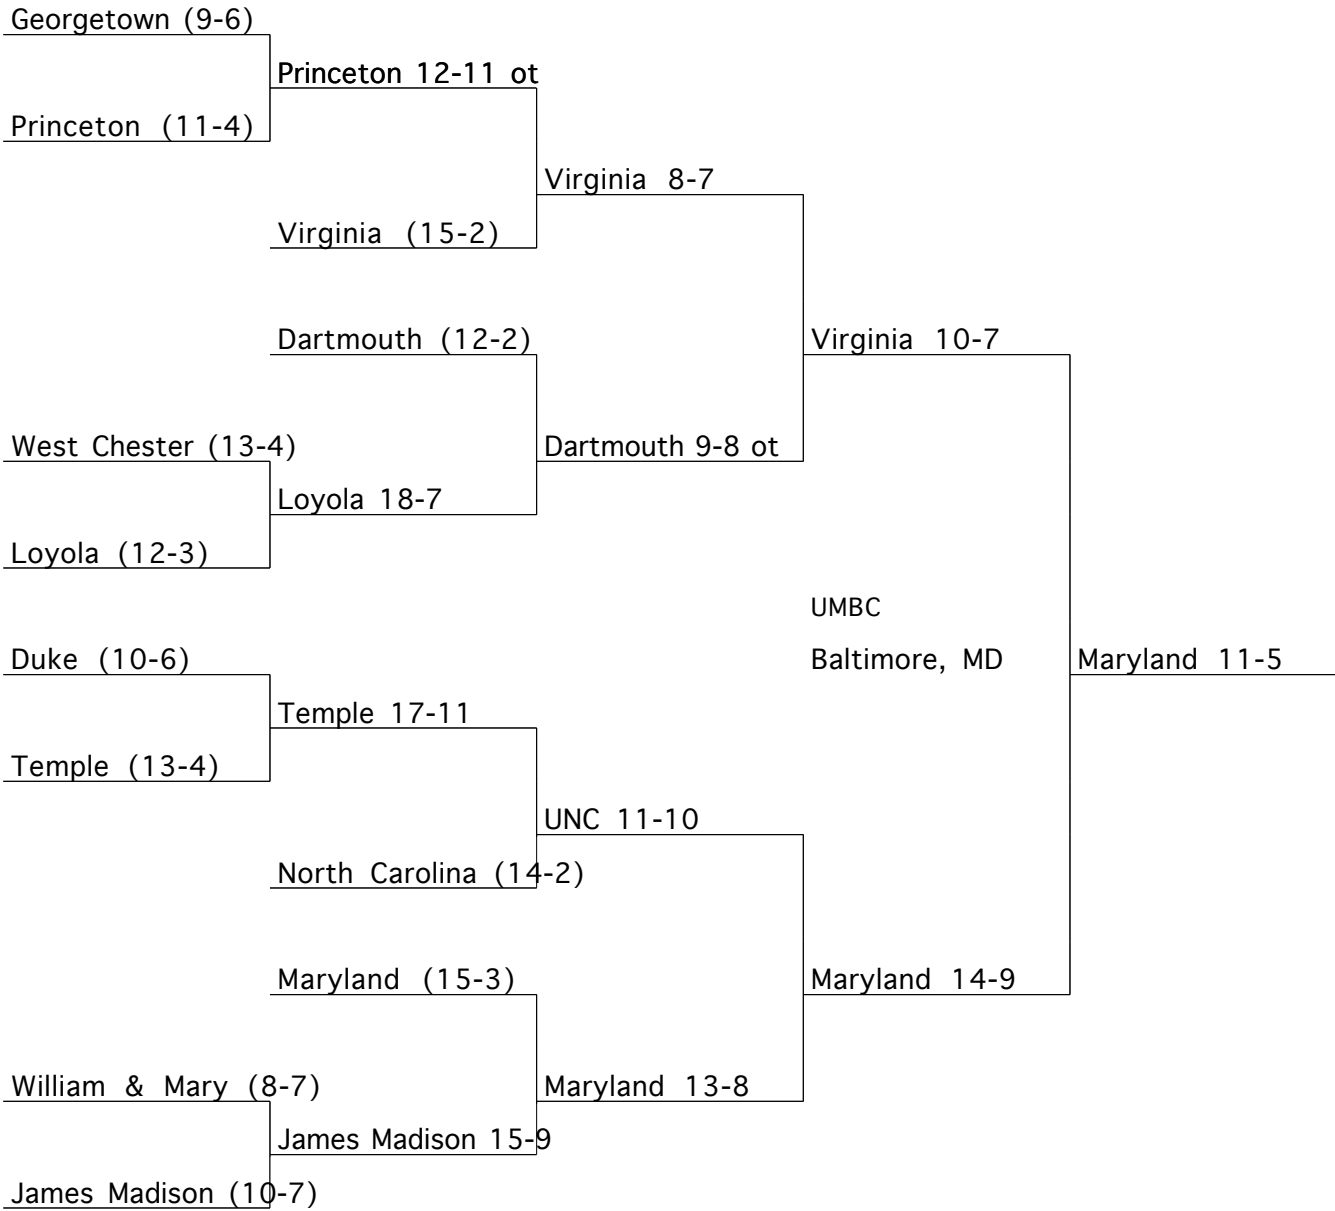 Georgetown (9-6)
Princeton 12-11 ot
Princeton (11-4)
Virginia 8-7
Virginia (15-2)
Dartmouth (12-2)
Virginia 10-7
West Chester (13-4)
Dartmouth 9-8 ot
Loyola 18-7
Loyola (12-3)
UMBC
Duke (10-6)
Baltimore, MD
Maryland 11-5
Temple 17-11
Temple (13-4)
UNC 11-10
North Carolina (14-2)
Maryland (15-3)
Maryland 14-9
William & Mary (8-7)
Maryland 13-8
James Madison 15-9
James Madison (10-7)